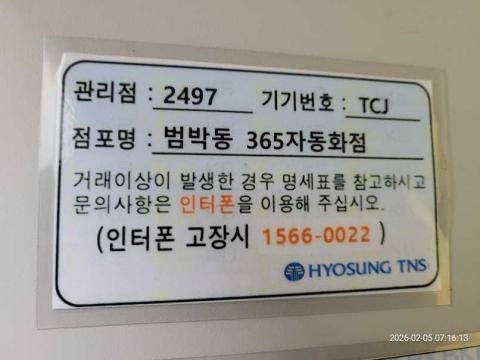 관리점 : 2497 기기번호 : TCJ
점포명 : 범박동 365자동화점
거래이상이 발생한 경우 명세표를 참고하시고
문의사항은 인터폰을 이용해 주십시오.
(인터폰 고장시 1566-0022 )
HYOSUNG TNS
2026-02-05 07:16:13